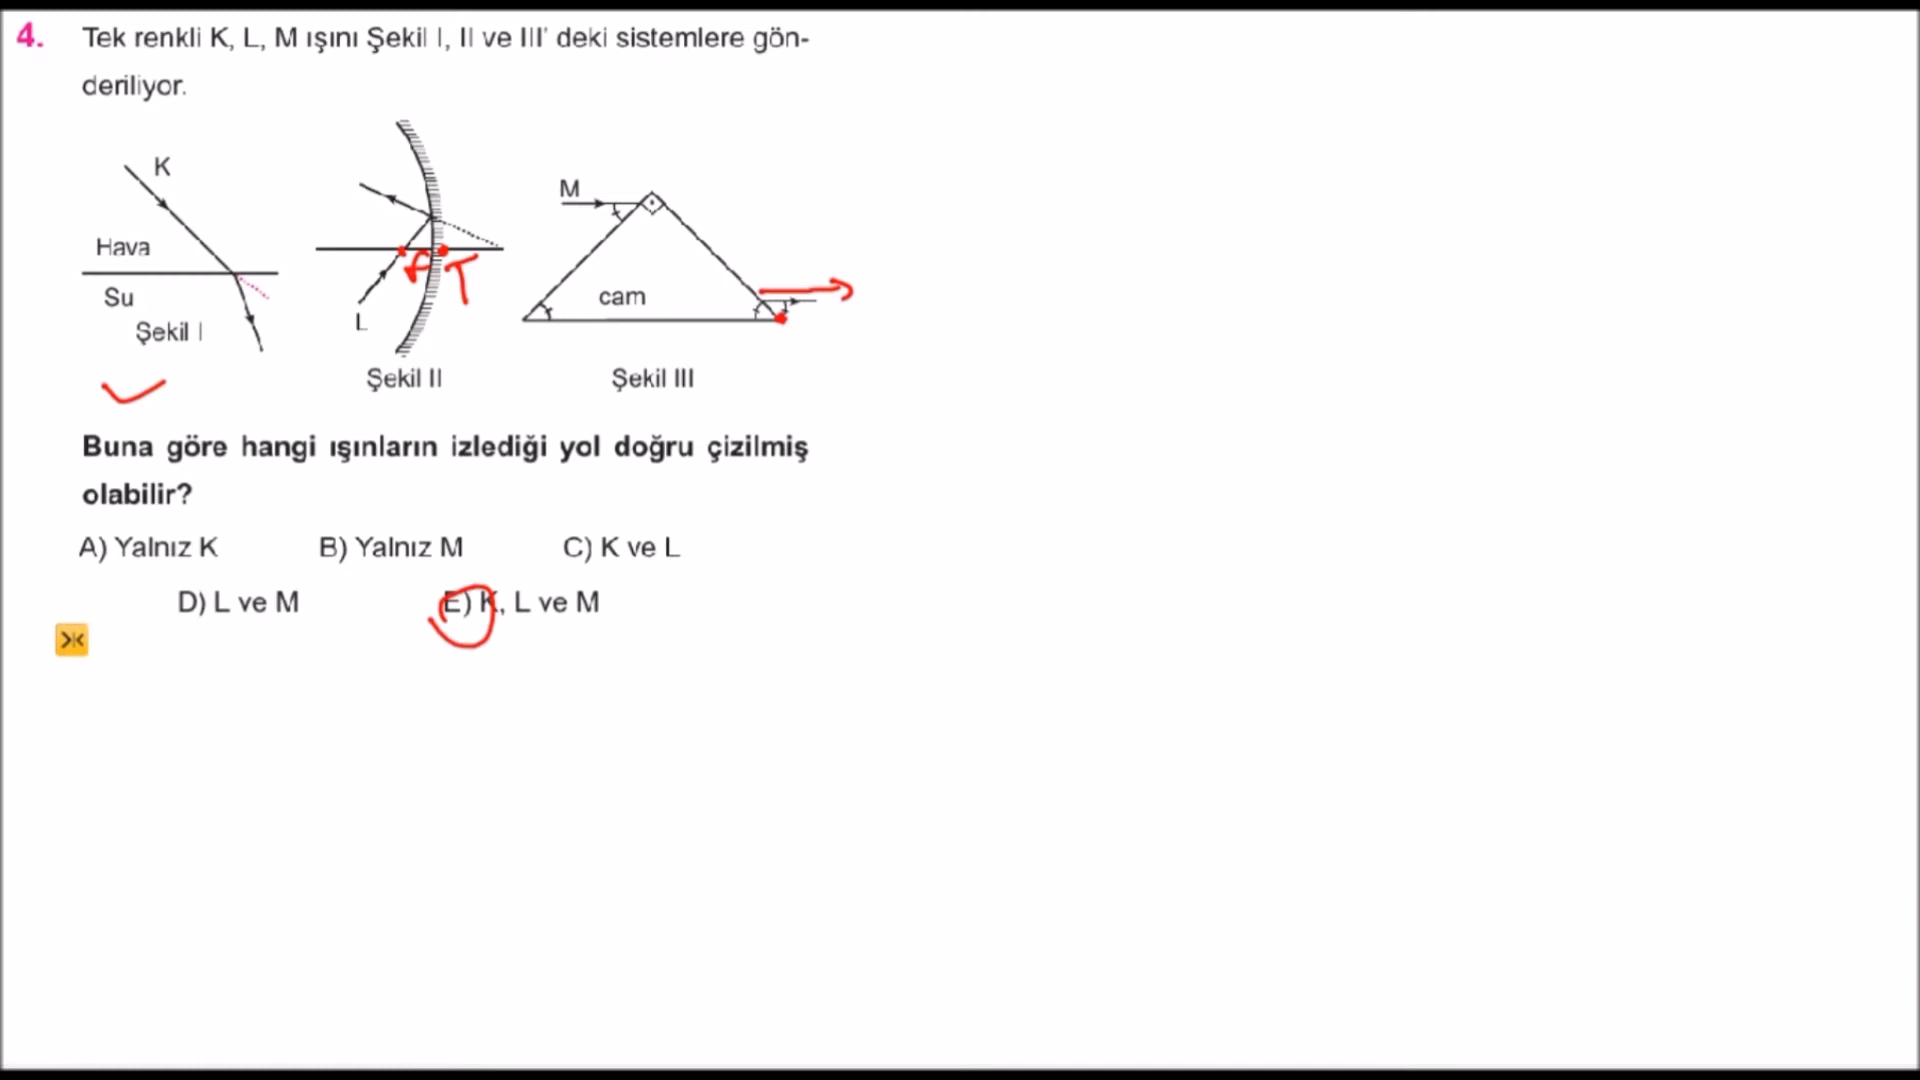 4. Tek renkli K, L, M ışını Şekil I, II ve III' deki sistemlere gön-
deriliyor.
K
Hava
Su
Şekil I
L
F
T
Şekil II
M
cam
Şekil III
Buna göre hangi ışınların izlediği yol doğru çizilmiş
olabilir?
A) Yalnız K B) Yalnız M C) K ve L
D) L ve M E) K, L ve M